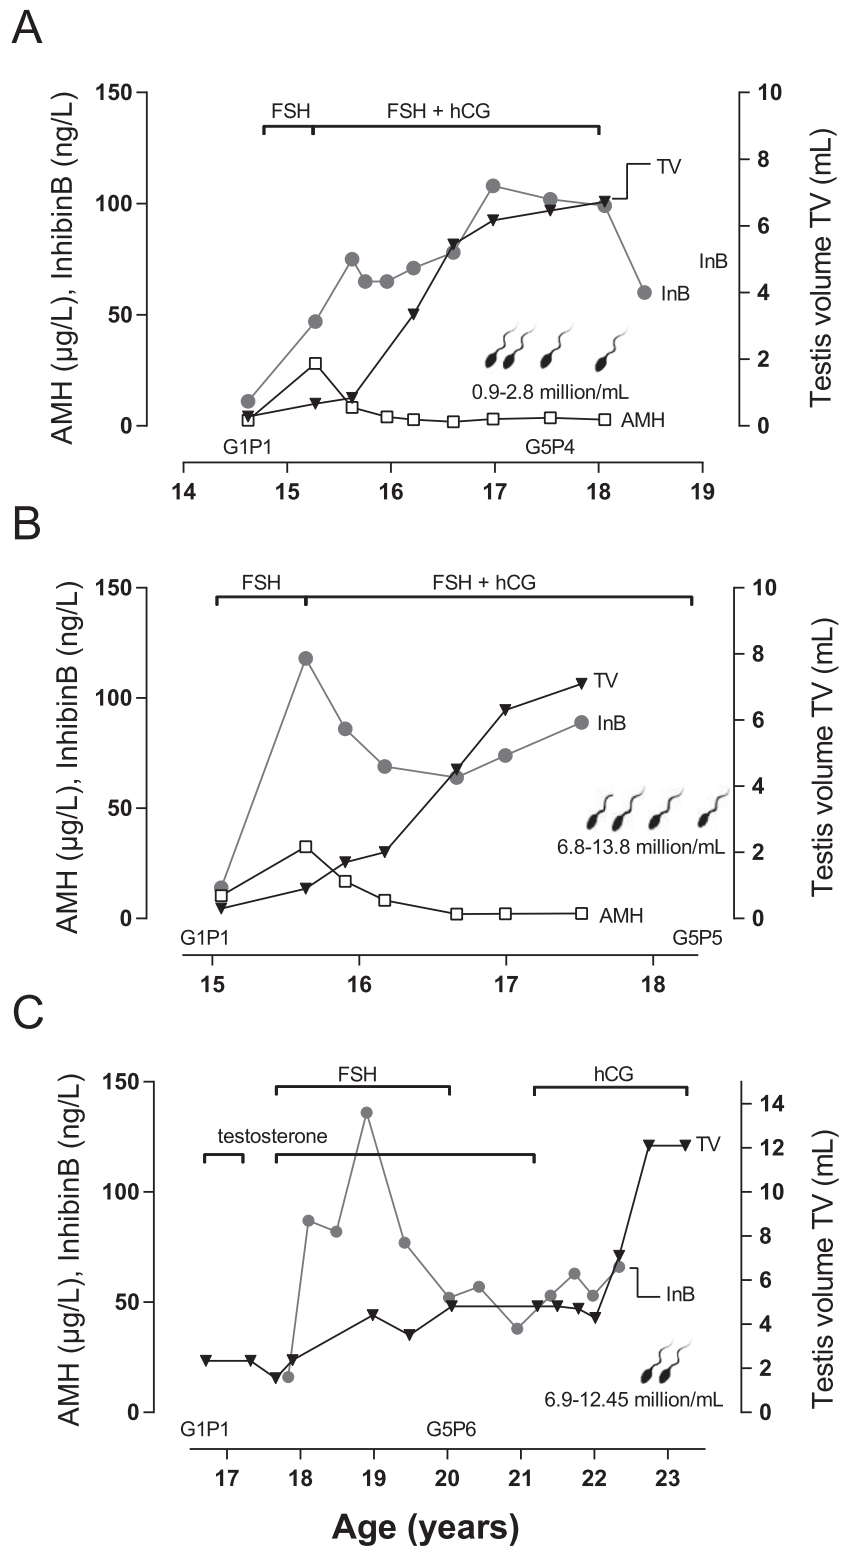 A
AMH (µg/L), InhibinB (ng/L)
150
100
50
0
FSH
FSH + hCG
10
8
6
4
2
0
Testis volume TV (mL)
TV
InB
InB
0.9-2.8 million/mL
AMH
G1P1
G5P4
14 15 16 17 18 19
B
AMH (µg/L), InhibinB (ng/L)
150
100
50
0
FSH
FSH + hCG
10
8
6
4
2
0
Testis volume TV (mL)
TV
InB
6.8-13.8 million/mL
AMH
G1P1
G5P5
15 16 17 18
C
AMH (µg/L), InhibinB (ng/L)
150
100
50
0
FSH
hCG
testosterone
14
12
10
8
6
4
2
0
Testis volume TV (mL)
TV
InB
6.9-12.45 million/mL
G1P1
G5P6
17 18 19 20 21 22 23
Age (years)